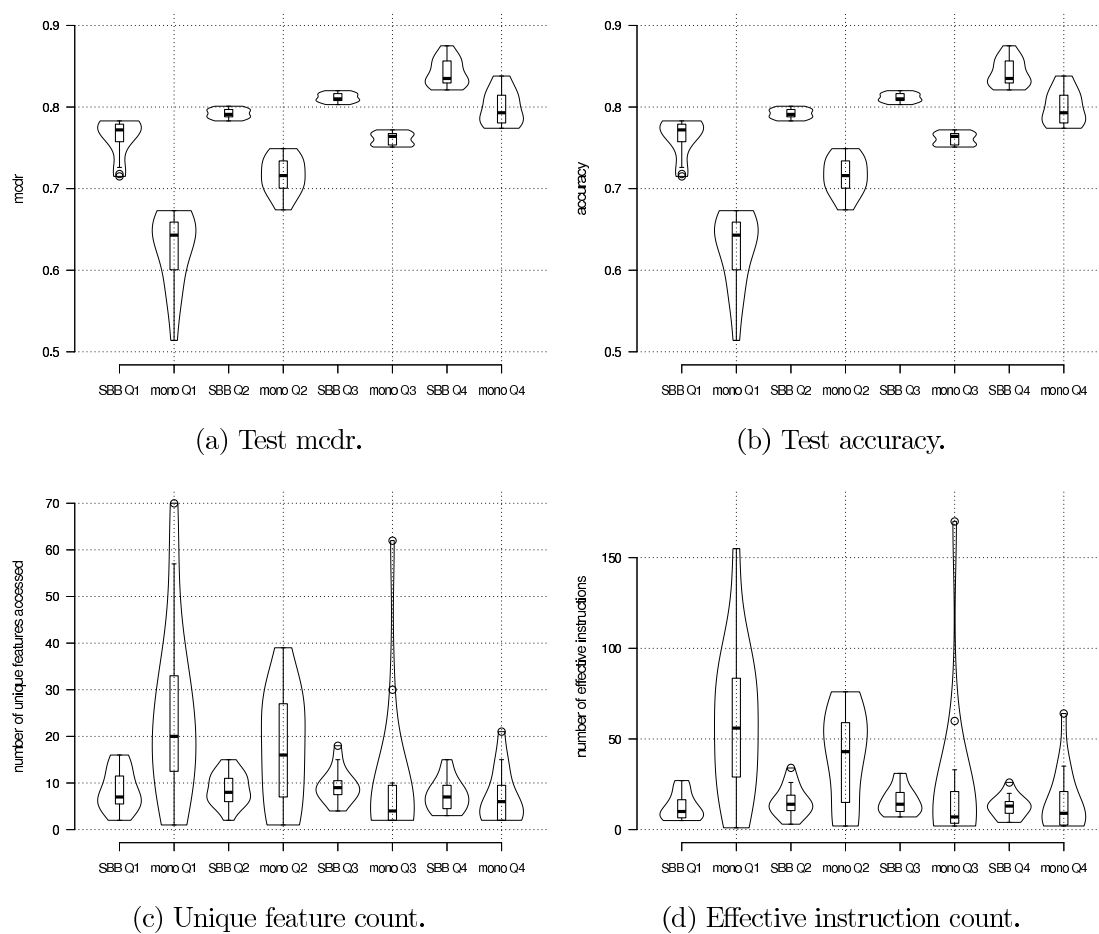 mcdr
0.9
0.8
0.7
0.6
0.5
SBB Q1 mono Q1 SBB Q2 mono Q2 SBB Q3 mono Q3 SBB Q4 mono Q4
(a) Test mcdr.
accuracy
0.9
0.8
0.7
0.6
0.5
SBB Q1 mono Q1 SBB Q2 mono Q2 SBB Q3 mono Q3 SBB Q4 mono Q4
(b) Test accuracy.
number of unique features accessed
70
60
50
40
30
20
10
0
SBB Q1 mono Q1 SBB Q2 mono Q2 SBB Q3 mono Q3 SBB Q4 mono Q4
(c) Unique feature count.
number of effective instructions
150
100
50
0
SBB Q1 mono Q1 SBB Q2 mono Q2 SBB Q3 mono Q3 SBB Q4 mono Q4
(d) Effective instruction count.